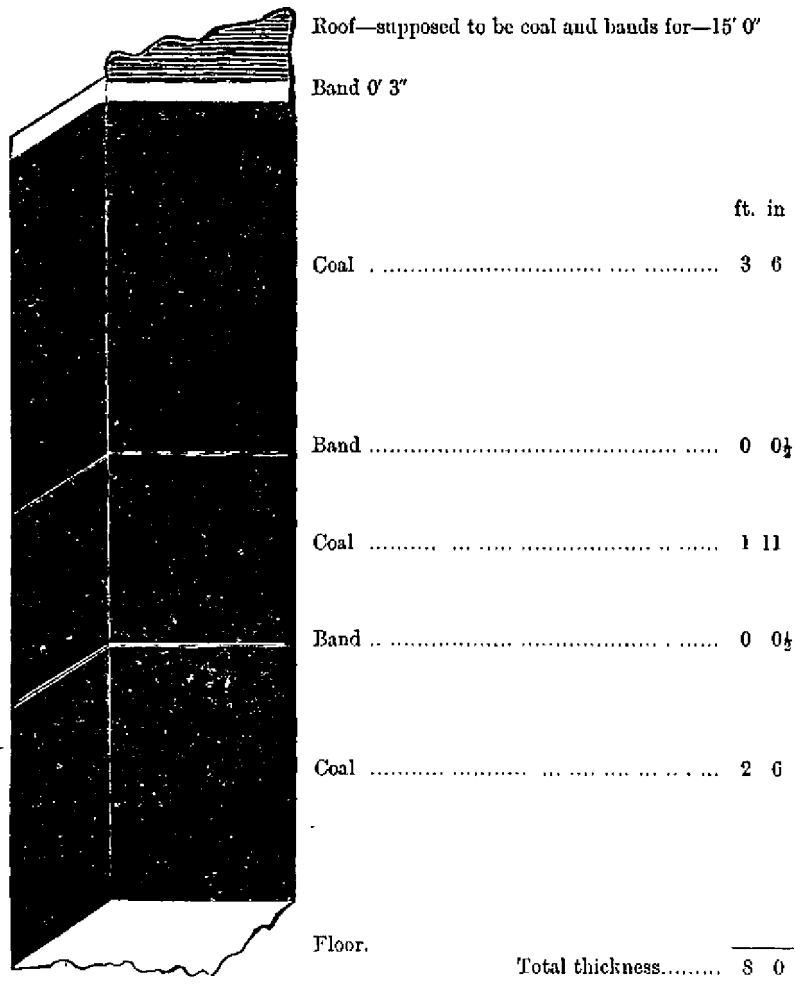 Roof—supposed to be coal and bands for—15' 0"
Band 0' 3"
ft. in
Coal . ........................................ 3 6
Band ........................................ 0 0½
Coal ........................................ 1 11
Band ........................................ 0 0½
Coal ........................................ 2 6
Floor.
Total thickness......... 8 0